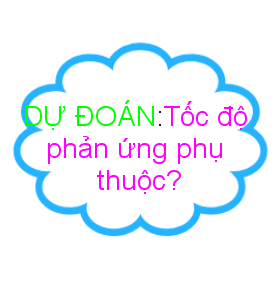 DỰ ĐOÁN:Tốc độ
phản ứng phụ
thuộc?